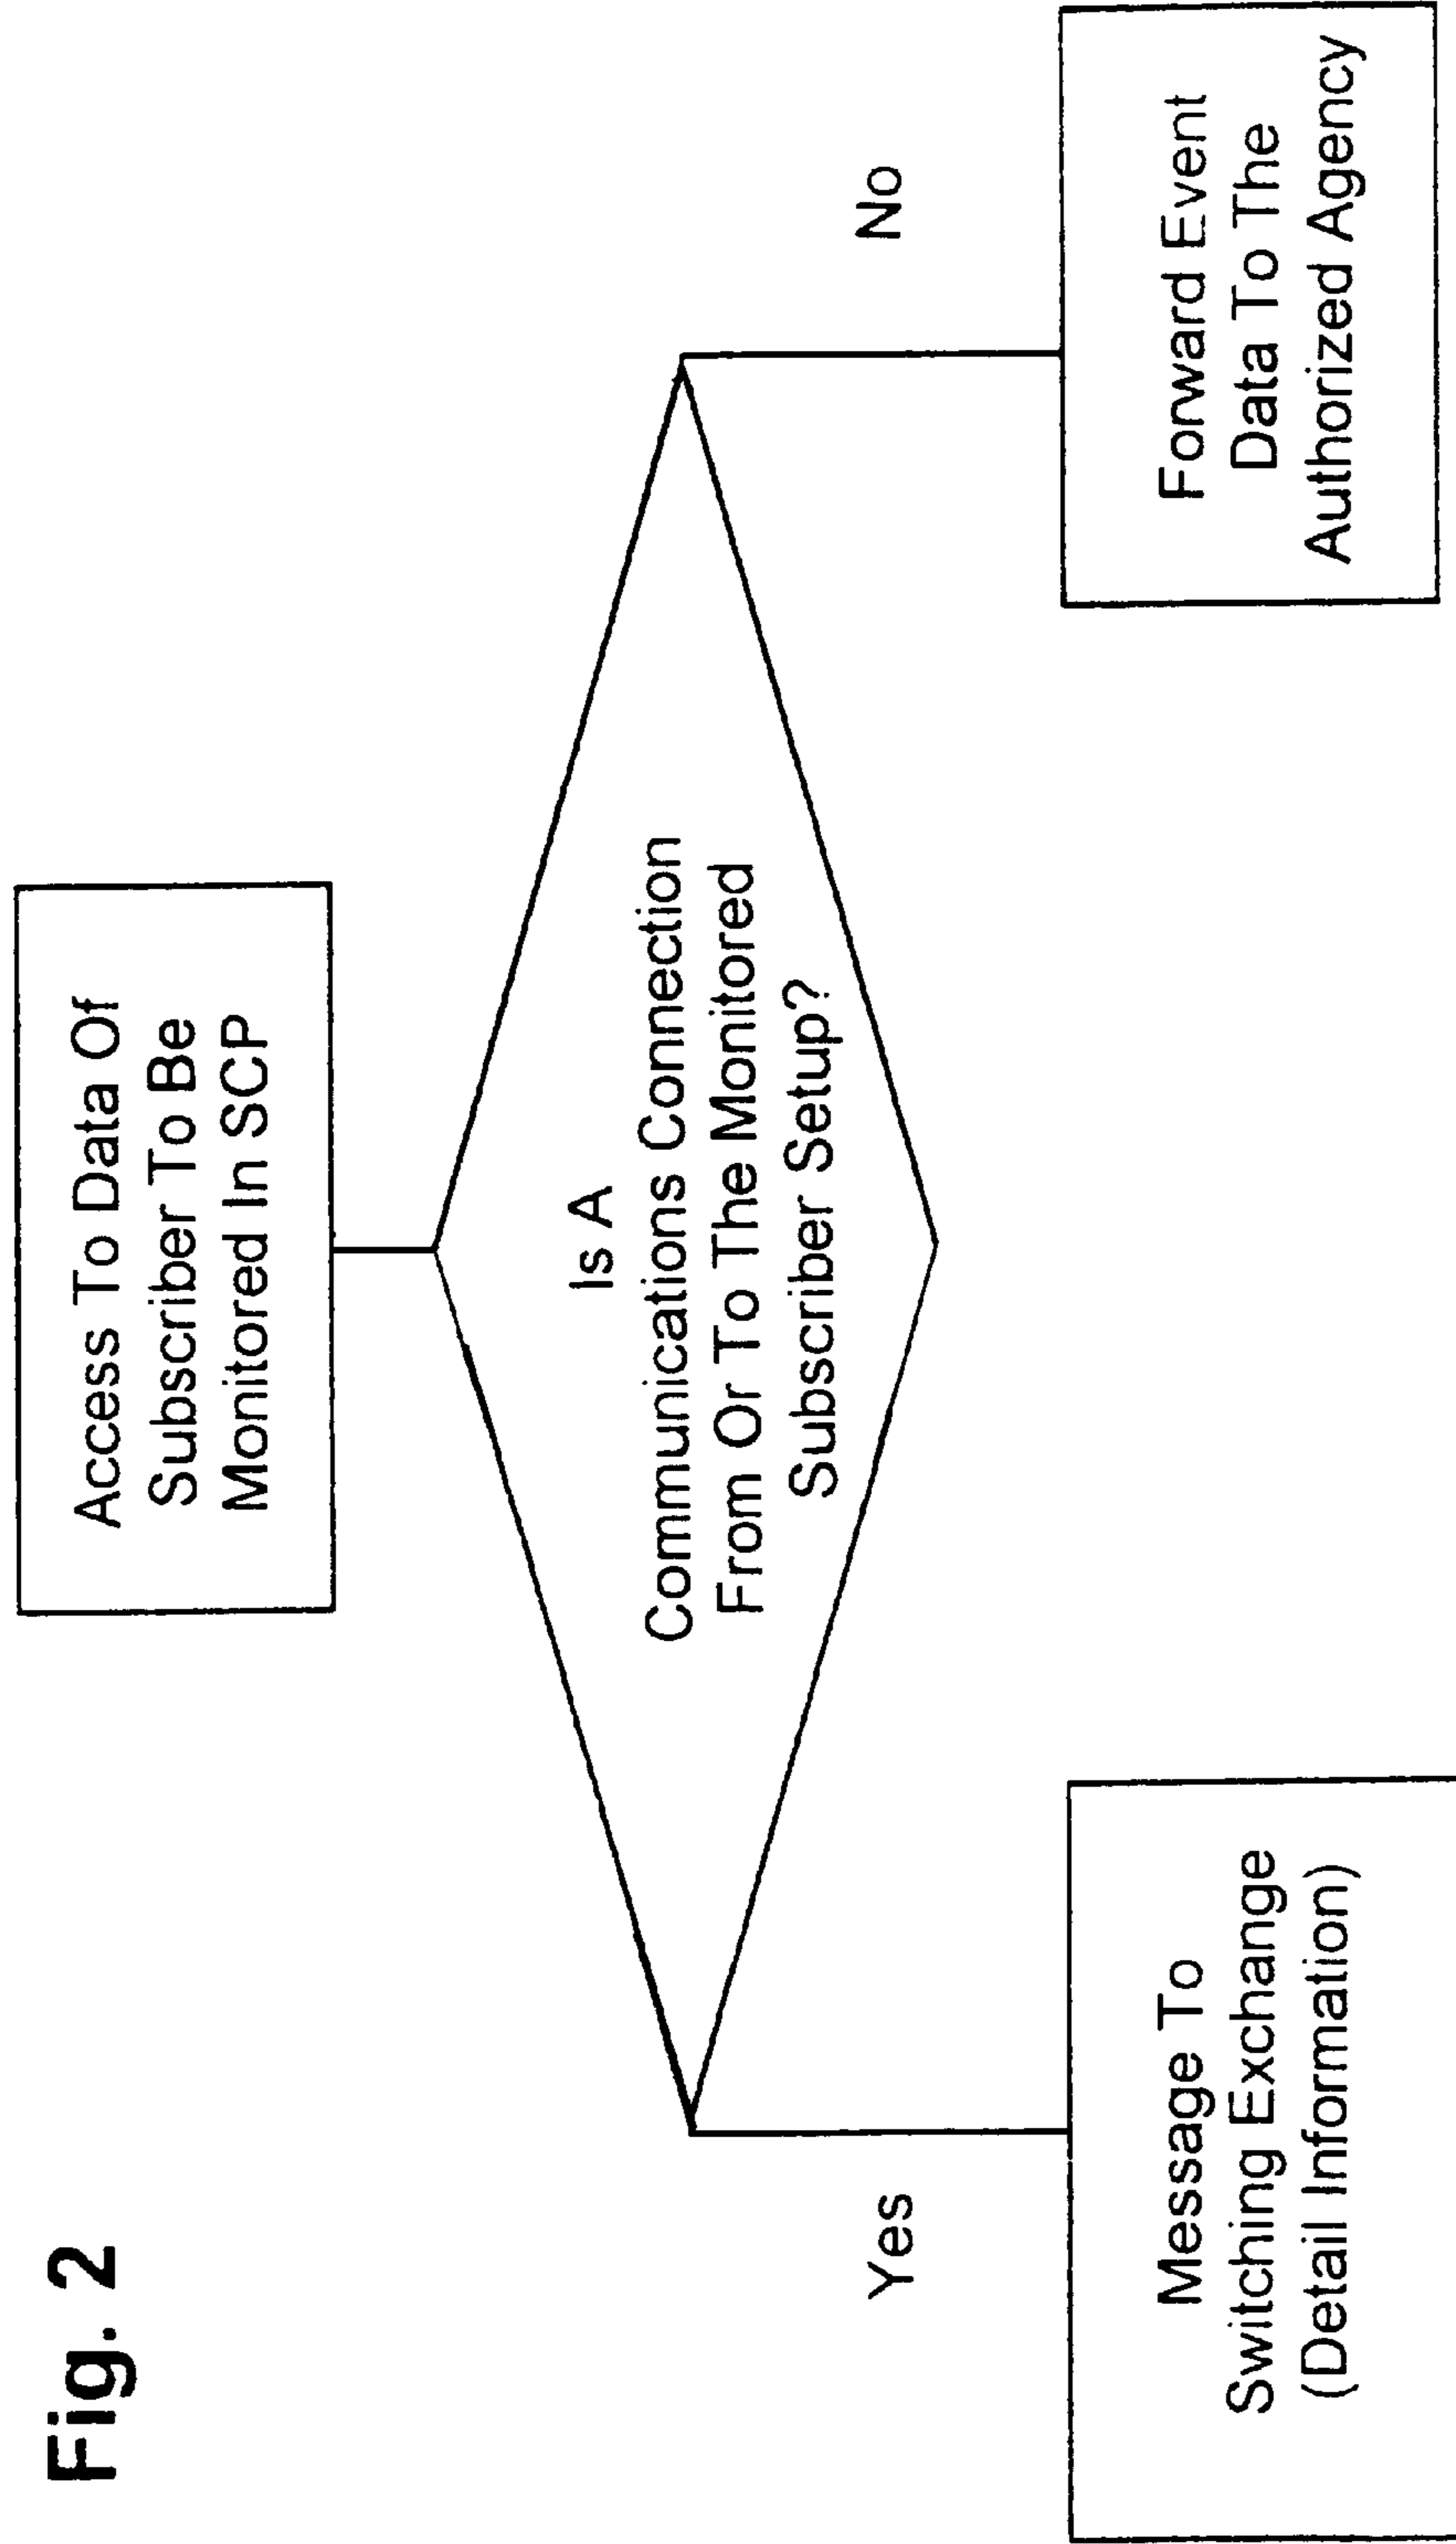 Fig. 2
Access To Data Of
Subscriber To Be
Monitored In SCP
Is A
Communications Connection
From Or To The Monitored
Subscriber Setup?
Yes
No
Message To
Switching Exchange
(Detail Information)
Forward Event
Data To The
Authorized Agency